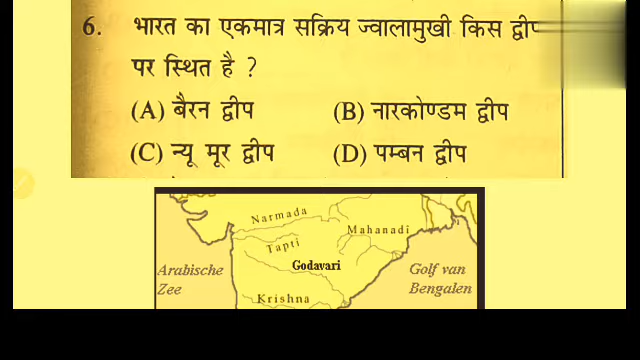 6. भारत का एकमात्र सक्रिय ज्वालामुखी किस द्वीप
पर स्थित है ?
(A) बैरन द्वीप (B) नारकोण्डम द्वीप
(C) न्यू मूर द्वीप (D) पम्बन द्वीप
Narmada
Mahanadi
Tapti
Godavari
Arabische
Zee
Golf van
Bengalen
Krishna